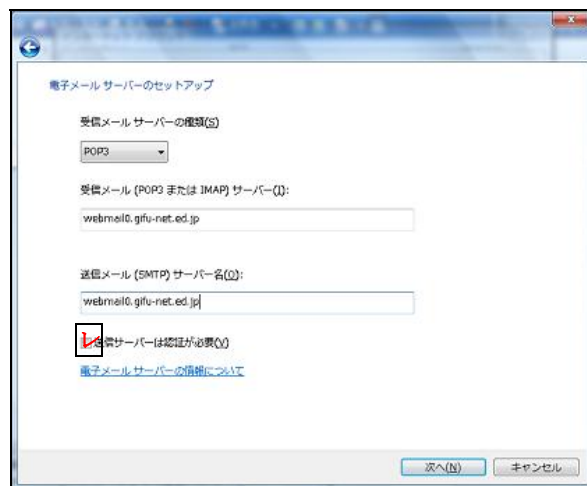 電子メール サーバーのセットアップ
受信メール サーバーの種類(S)
POP3
受信メール (POP3 または IMAP) サーバー(I):
webmail0.gifu-net.ed.jp
送信メール (SMTP) サーバー名(O):
webmail0.gifu-net.ed.jp
送信サーバーは認証が必要(V)
電子メール サーバーの情報について
次へ(N) キャンセル